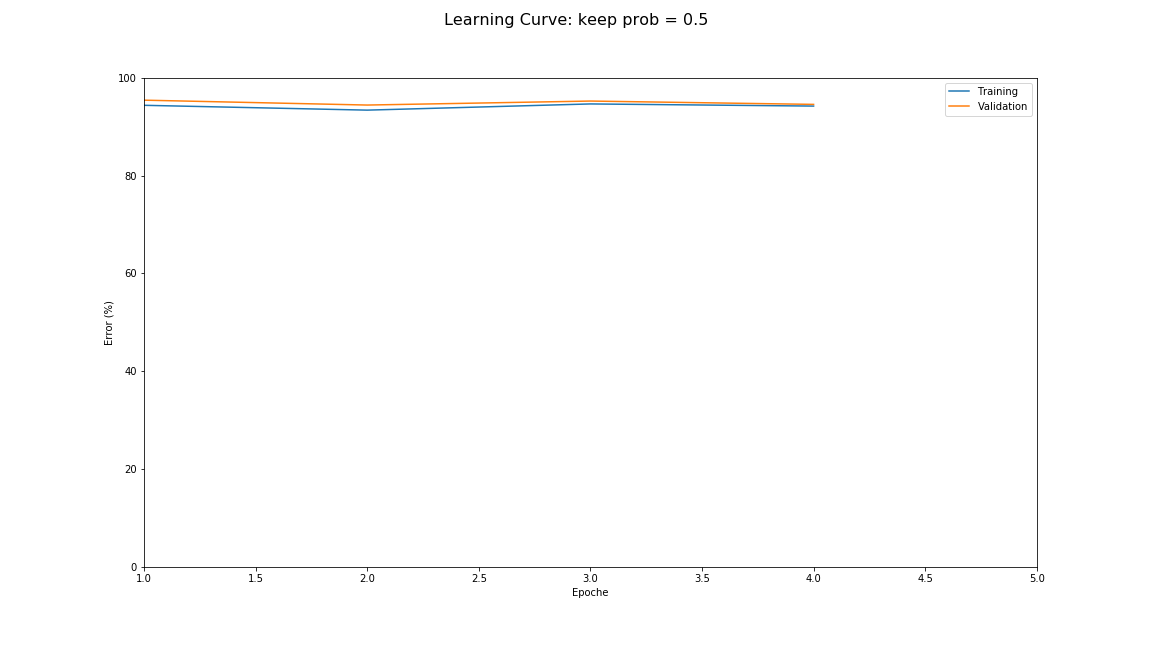 Learning Curve: keep prob = 0.5
100
80
60
40
20
0
Error (%)
Training
Validation
1.0 1.5 2.0 2.5 3.0 3.5 4.0 4.5 5.0
Epoche